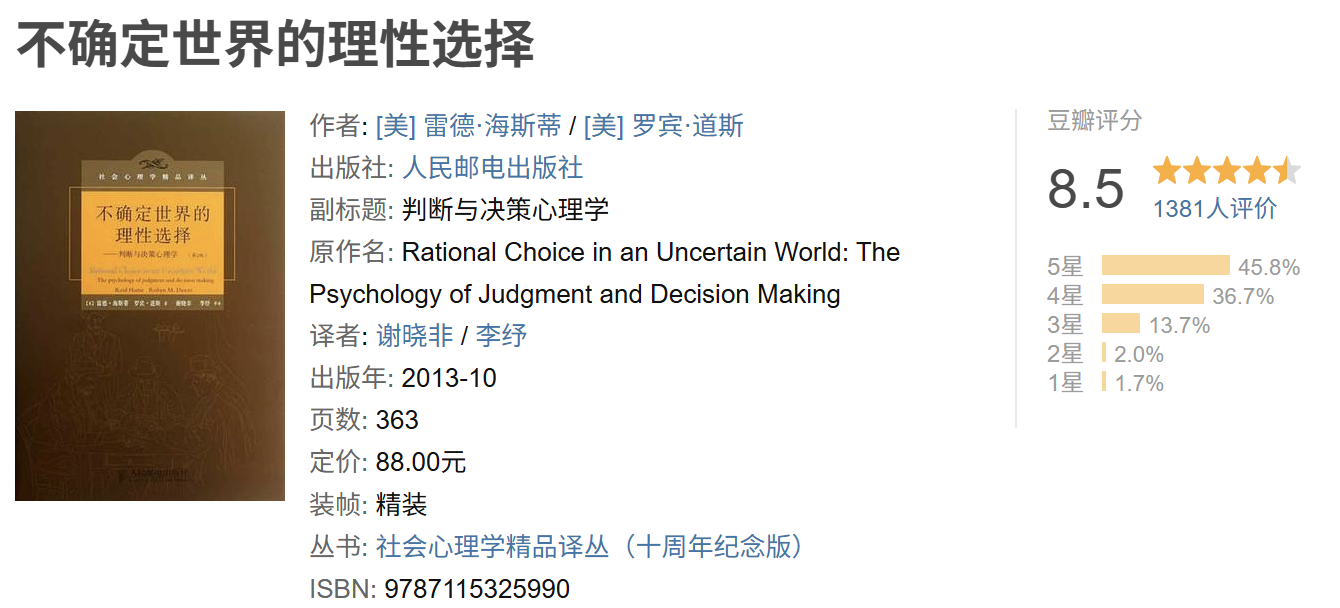 不确定世界的理性选择
社会心理学精品译丛
不确定世界的
理性选择
——判断与决策心理学 (第2版)
Rational Choice in an Uncertain World
The psychology of judgment and decision making
Reid Hastie Robyn M. Dawes
作者: [美] 雷德·海斯蒂 / [美] 罗宾·道斯
出版社: 人民邮电出版社
副标题: 判断与决策心理学
原作名: Rational Choice in an Uncertain World: The
Psychology of Judgment and Decision Making
译者: 谢晓非 / 李纾
出版年: 2013-10
页数: 363
定价: 88.00元
装帧: 精装
丛书: 社会心理学精品译丛（十周年纪念版）
ISBN: 9787115325990
豆瓣评分
8.5
1381人评价
5星 45.8%
4星 36.7%
3星 13.7%
2星 2.0%
1星 1.7%